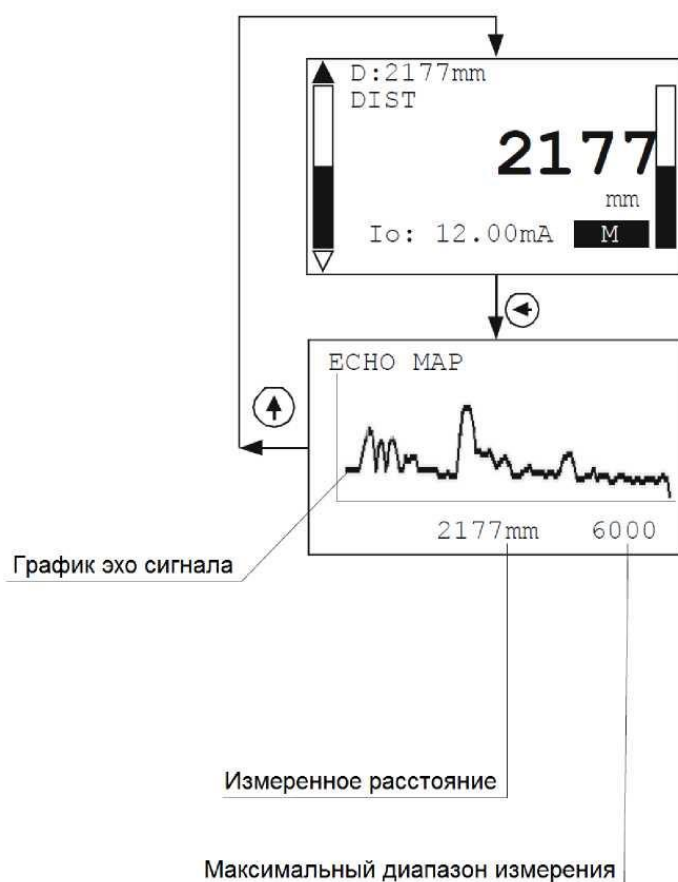 D:2177mm
DIST
2177
mm
Io: 12.00mA M
ECHO MAP
2177mm 6000
График эхо сигнала
Измеренное расстояние
Максимальный диапазон измерения